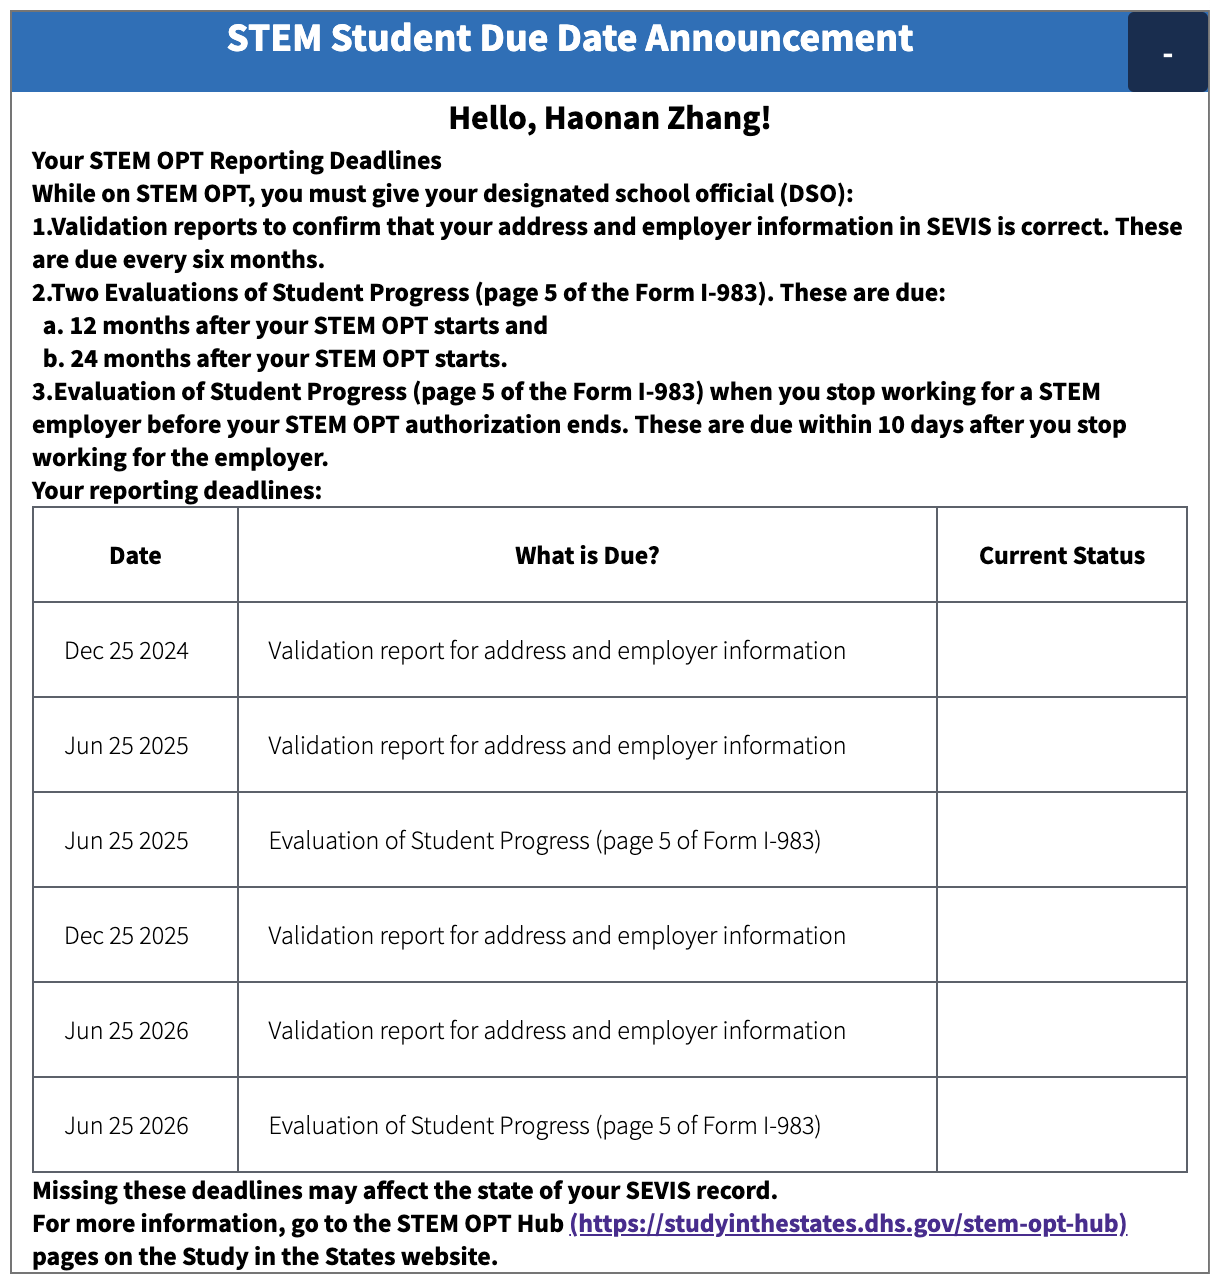 STEM Student Due Date Announcement
-
Hello, Haonan Zhang!
Your STEM OPT Reporting Deadlines
While on STEM OPT, you must give your designated school official (DSO):
1.Validation reports to confirm that your address and employer information in SEVIS is correct. These
are due every six months.
2.Two Evaluations of Student Progress (page 5 of the Form I-983). These are due:
a. 12 months after your STEM OPT starts and
b. 24 months after your STEM OPT starts.
3.Evaluation of Student Progress (page 5 of the Form I-983) when you stop working for a STEM
employer before your STEM OPT authorization ends. These are due within 10 days after you stop
working for the employer.
Your reporting deadlines:
Date What is Due? Current Status
Dec 25 2024 Validation report for address and employer information
Jun 25 2025 Validation report for address and employer information
Jun 25 2025 Evaluation of Student Progress (page 5 of Form I-983)
Dec 25 2025 Validation report for address and employer information
Jun 25 2026 Validation report for address and employer information
Jun 25 2026 Evaluation of Student Progress (page 5 of Form I-983)
Missing these deadlines may affect the state of your SEVIS record.
For more information, go to the STEM OPT Hub (https://studyinthestates.dhs.gov/stem-opt-hub)
pages on the Study in the States website.